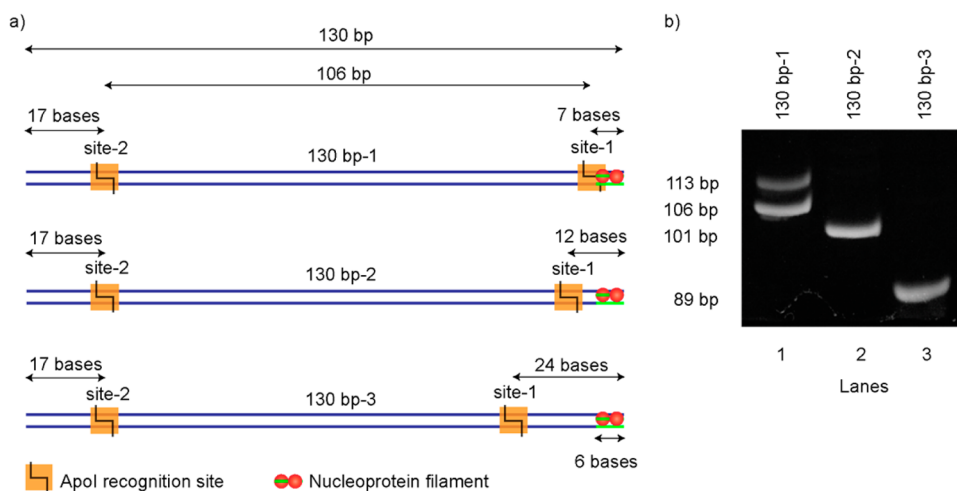 a)
130 bp
106 bp
17 bases
7 bases
site-2
130 bp-1
site-1
17 bases
12 bases
site-2
130 bp-2
site-1
17 bases
24 bases
site-2
130 bp-3
site-1
6 bases
ApoI recognition site
Nucleoprotein filament
b)
130 bp-1
130 bp-2
130 bp-3
113 bp
106 bp
101 bp
89 bp
1 2 3
Lanes